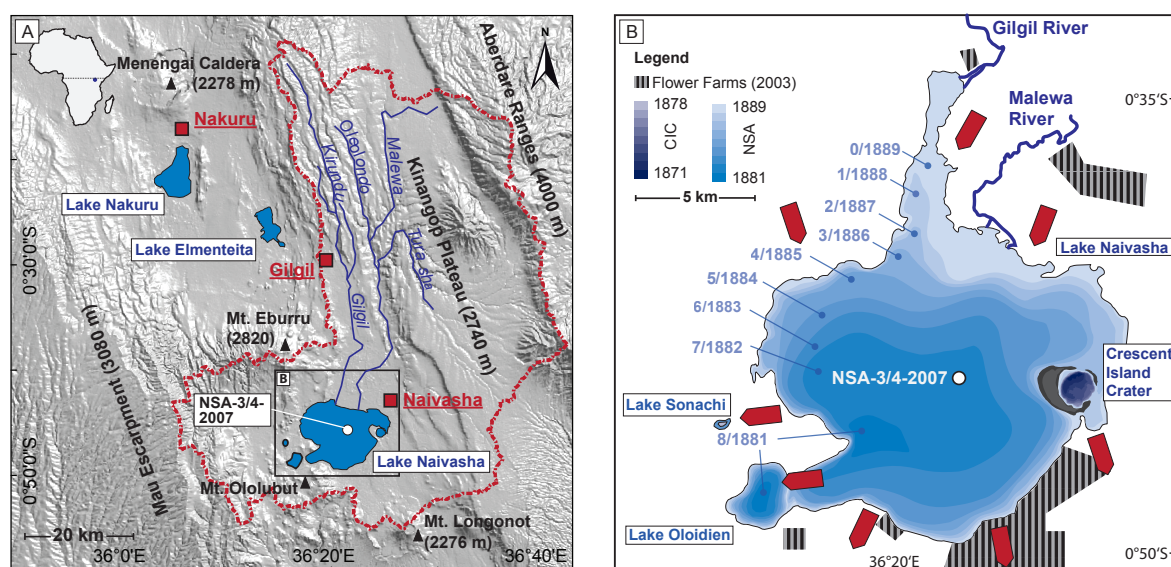 A
N
Menengai Caldera
(2278 m)
Aberdare Ranges (4000 m)
Nakuru
Lake Nakuru
Oleolondo
Kirundu
Malewa
Kinangop Plateau (2740 m)
Lake Elmenteita
Gilgil
Tura sha
Gilgil
Mt. Eburru
(2820)
Mau Escarpment (3080 m)
B
NSA-3/4-
2007
Naivasha
Lake Naivasha
Mt. Ololubut
Mt. Longonot
(2276 m)
20 km
0°30'0"S
0°50'0"S
36°0'E
36°20'E
36°40'E
B
Legend
Flower Farms (2003)
1878
CIC
1871
1889
NSA
1881
5 km
Gilgil River
Malewa
River
0°35'S
0/1889
1/1888
2/1887
3/1886
4/1885
5/1884
6/1883
7/1882
8/1881
Lake Naivasha
NSA-3/4-2007
Crescent
Island
Crater
Lake Sonachi
Lake Oloidien
36°20'E
0°50'S